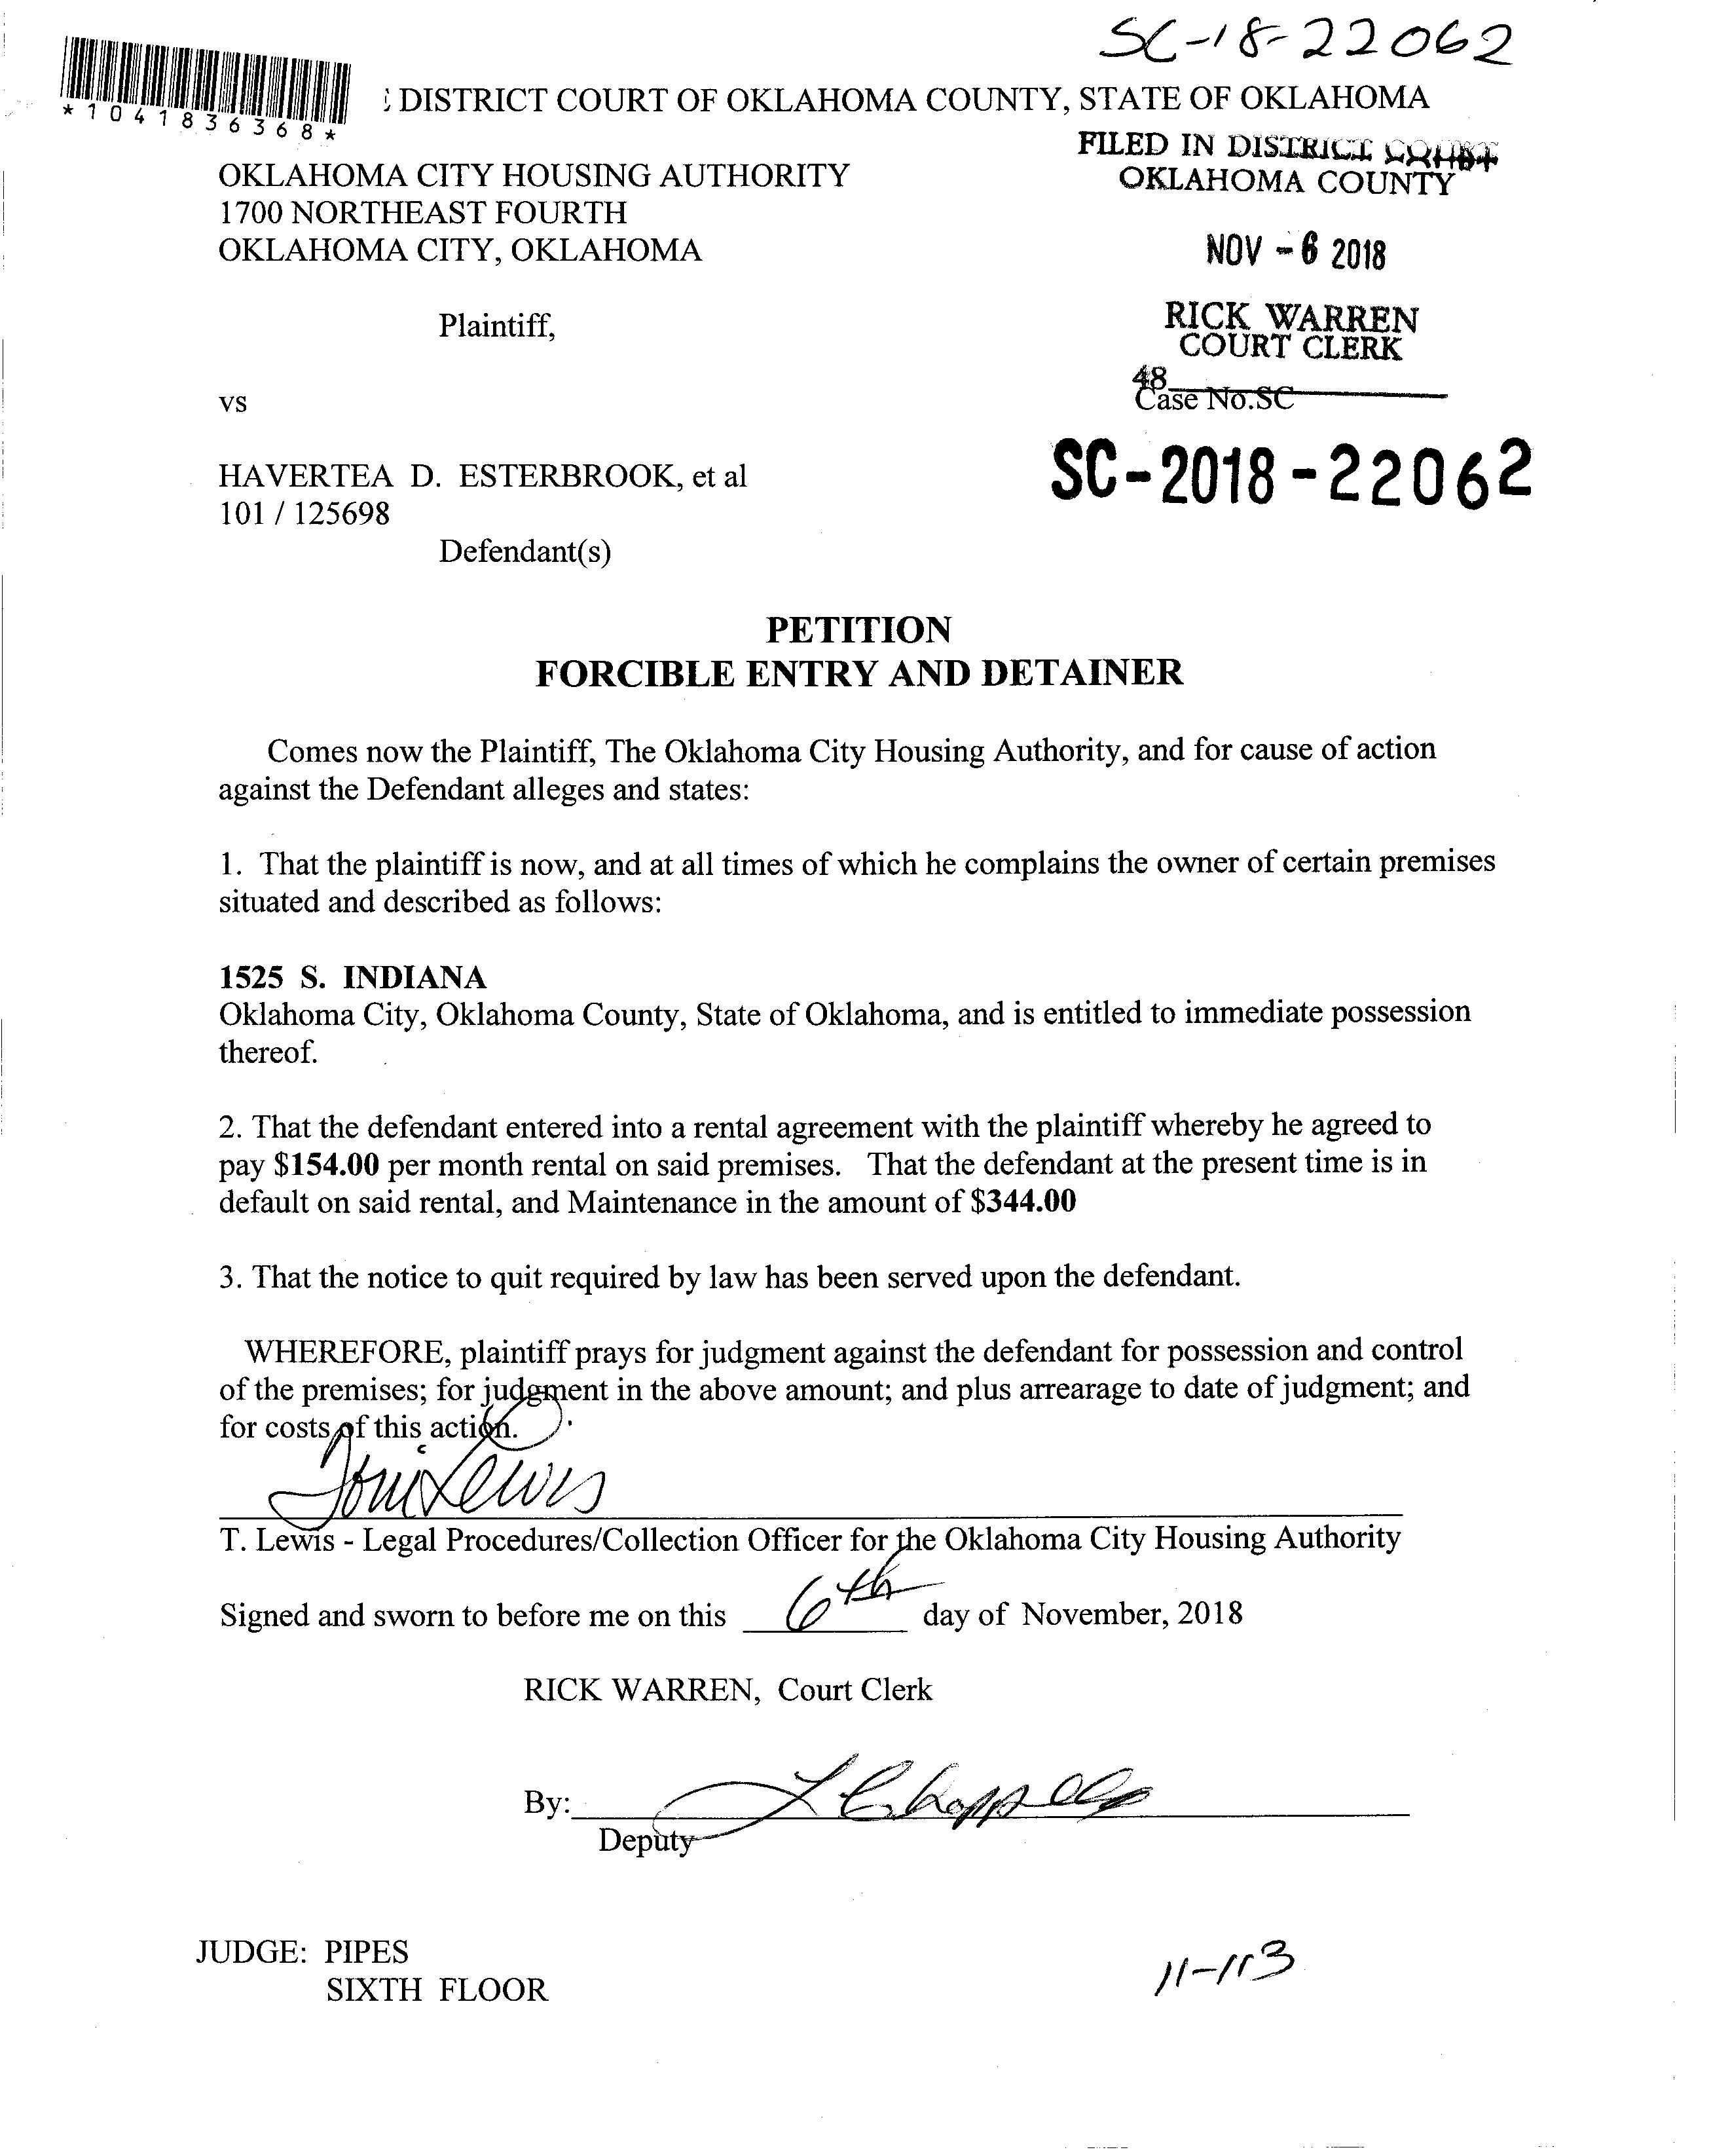 SC-18-22062
*1041836368*
DISTRICT COURT OF OKLAHOMA COUNTY, STATE OF OKLAHOMA
FILED IN DISTRICT COURT
OKLAHOMA COUNTY
OKLAHOMA CITY HOUSING AUTHORITY
1700 NORTHEAST FOURTH
OKLAHOMA CITY, OKLAHOMA
NOV - 6 2018
Plaintiff,
RICK WARREN
COURT CLERK
48
Case No.SC
vs
SC-2018-22062
HAVERTEA D. ESTERBROOK, et al
101 / 125698
Defendant(s)
PETITION
FORCIBLE ENTRY AND DETAINER
Comes now the Plaintiff, The Oklahoma City Housing Authority, and for cause of action
against the Defendant alleges and states:
1. That the plaintiff is now, and at all times of which he complains the owner of certain premises
situated and described as follows:
1525 S. INDIANA
Oklahoma City, Oklahoma County, State of Oklahoma, and is entitled to immediate possession
thereof.
2. That the defendant entered into a rental agreement with the plaintiff whereby he agreed to
pay $154.00 per month rental on said premises. That the defendant at the present time is in
default on said rental, and Maintenance in the amount of $344.00
3. That the notice to quit required by law has been served upon the defendant.
WHEREFORE, plaintiff prays for judgment against the defendant for possession and control
of the premises; for judgment in the above amount; and plus arrearage to date of judgment; and
for costs of this action.
Toni Lewis
T. Lewis - Legal Procedures/Collection Officer for the Oklahoma City Housing Authority
Signed and sworn to before me on this 6th day of November, 2018
RICK WARREN, Court Clerk
By:
Deputy
JUDGE: PIPES
SIXTH FLOOR